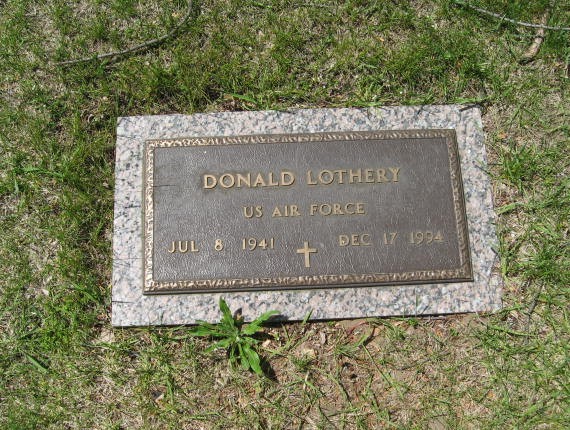 DONALD LOTHERY
US AIR FORCE
JUL 8 1941 DEC 17 1994